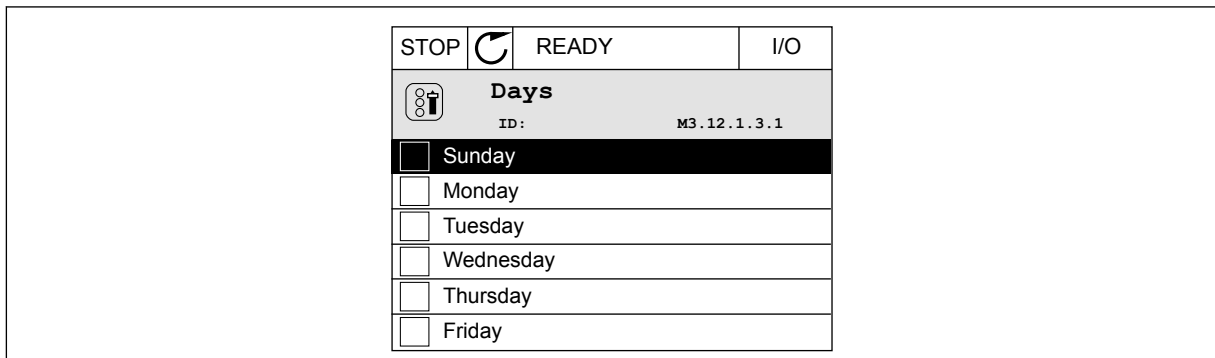 STOP READY I/O
Days
ID: M3.12.1.3.1
Sunday
Monday
Tuesday
Wednesday
Thursday
Friday